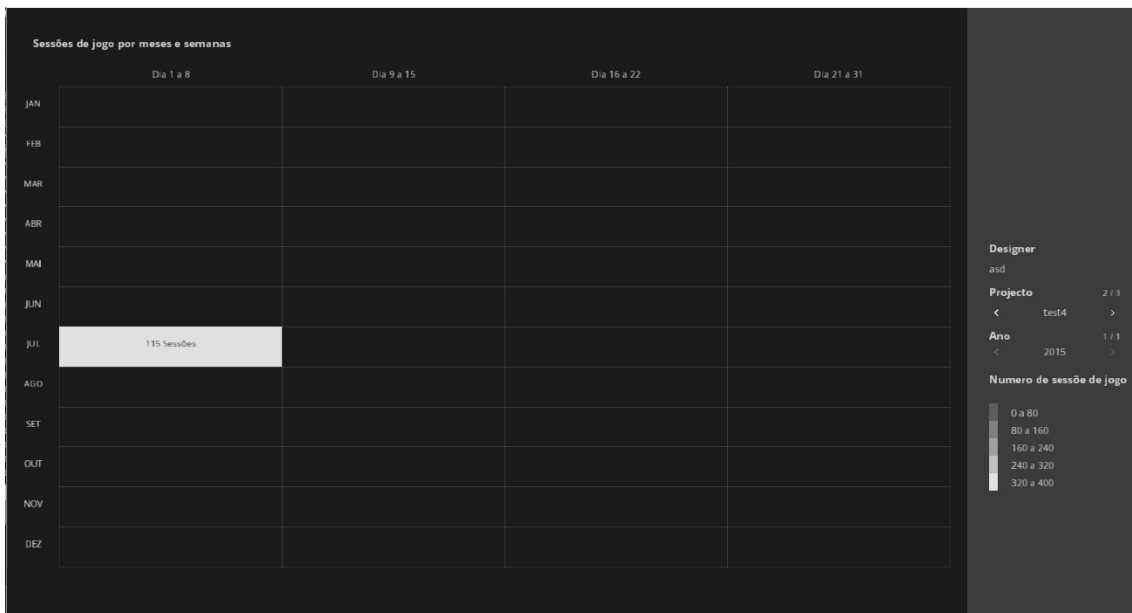 Sessões de jogo por meses e semanas
Dia 1 a 8 Dia 9 a 15 Dia 16 a 22 Dia 21 a 31
JAN
FEB
MAR
ABR
MAI
JUN
JUL 115 Sessões
AGO
SET
OUT
NOV
DEZ
Designer
asd
Projecto 2 / 3
< test4 >
Ano 1 / 1
< 2015 >
Numero de sessõe de jogo
0 a 80
80 a 160
160 a 240
240 a 320
320 a 400